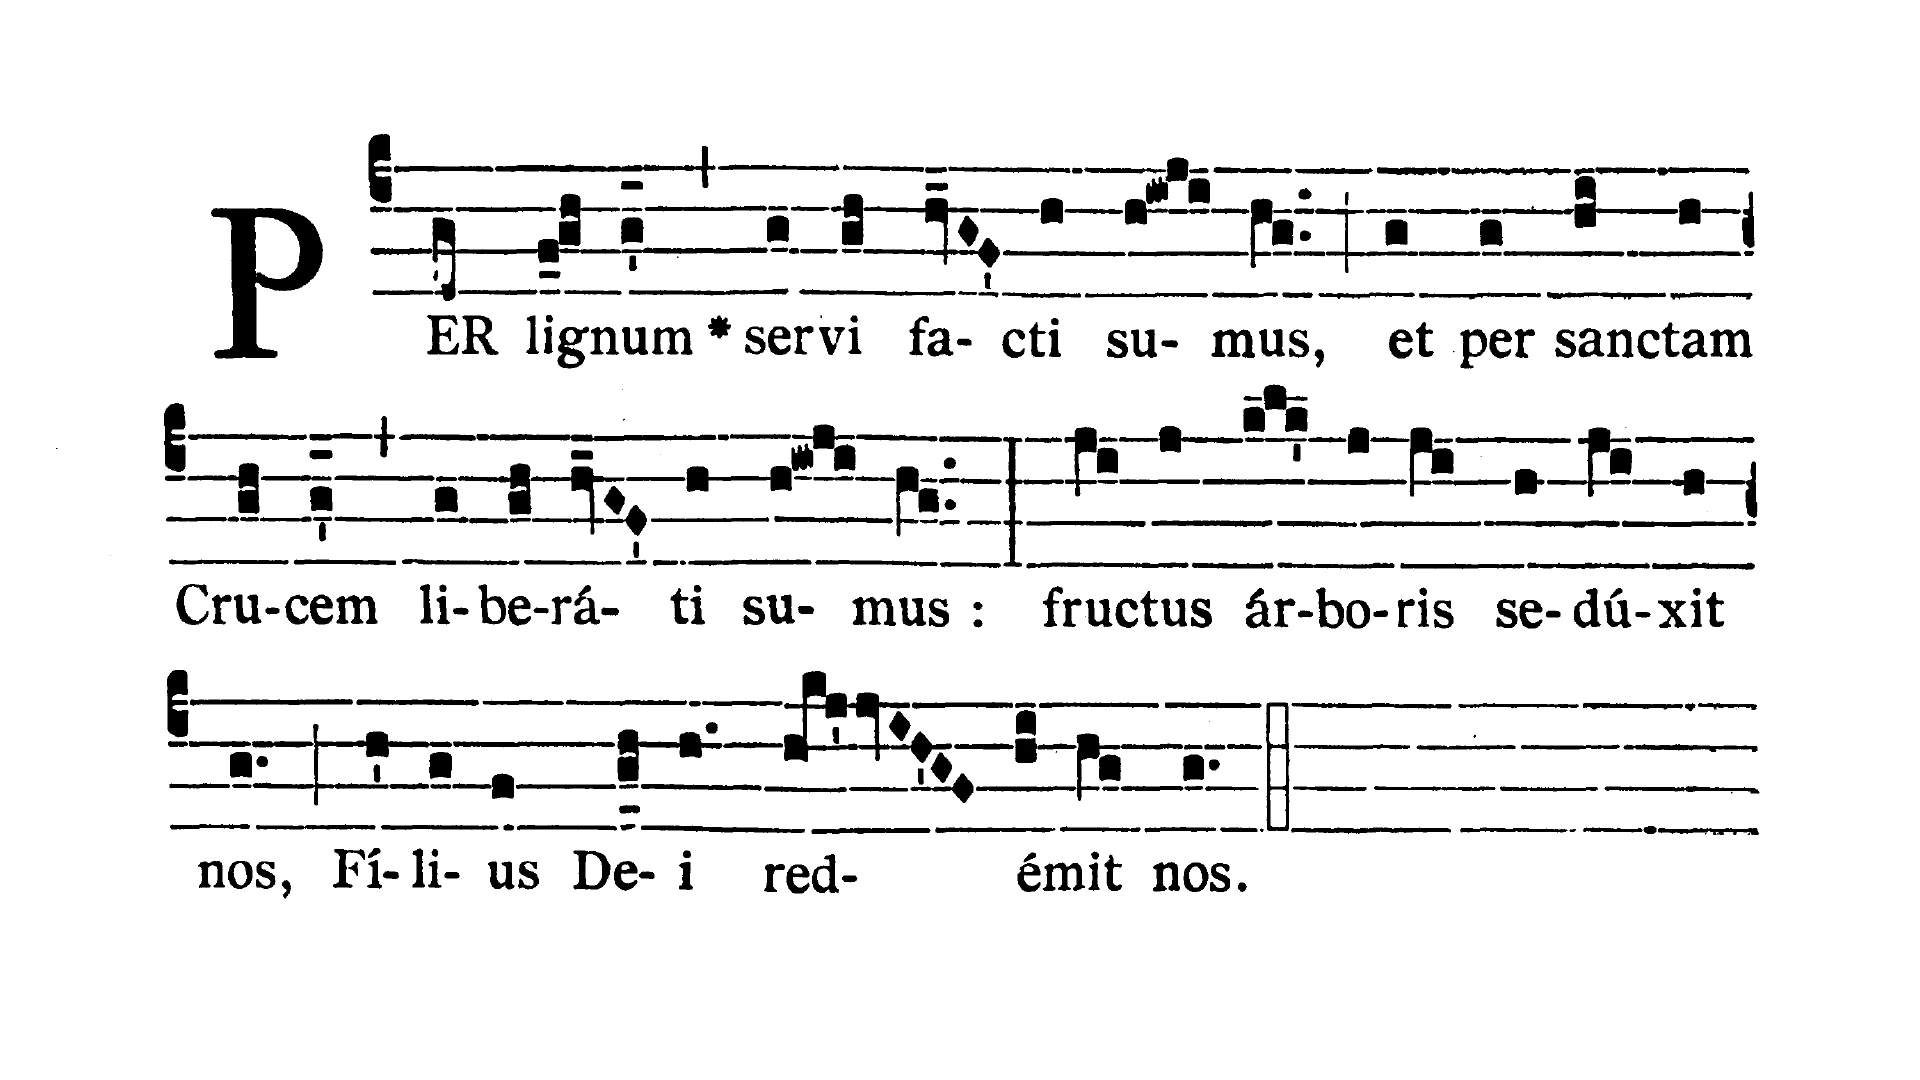 PER lignum * servi fa- cti su- mus, et per sanctam
Cru-cem li-be-rá- ti su- mus : fructus ár-bo-ris se-dú-xit
nos, Fí-li- us De- i red- émit nos.